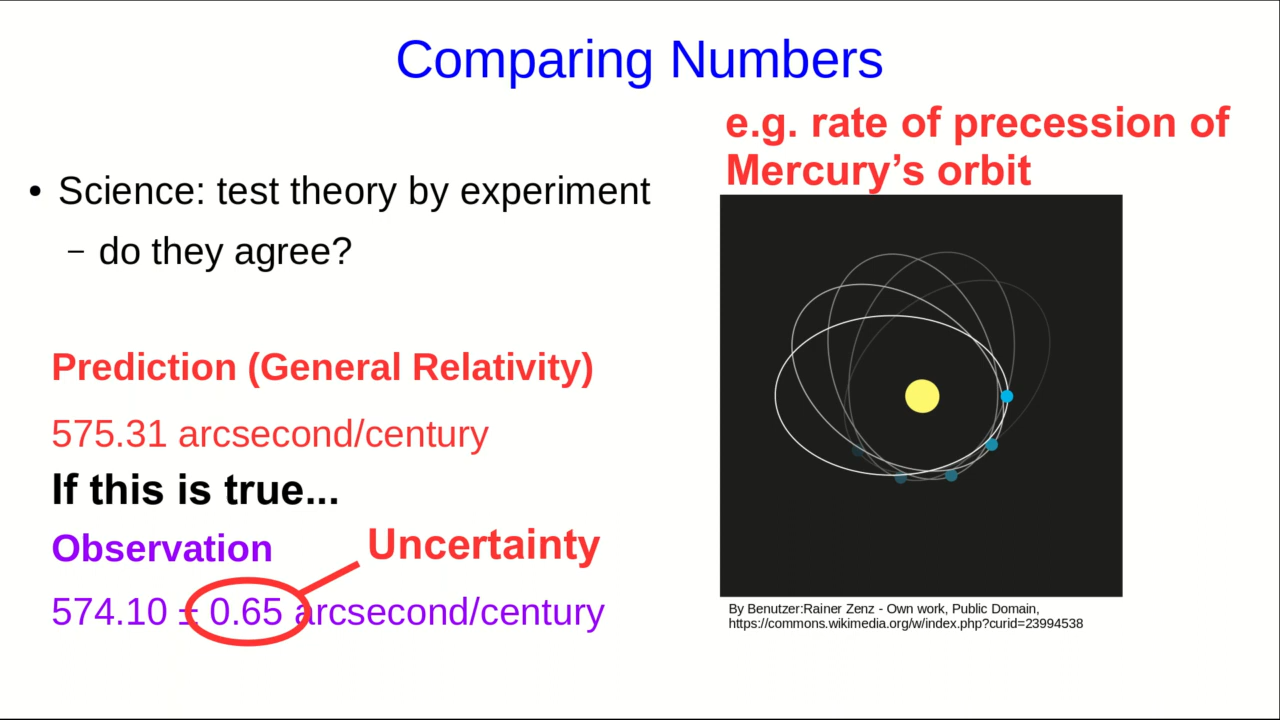 Comparing Numbers
e.g. rate of precession of
Mercury’s orbit
• Science: test theory by experiment
– do they agree?
Prediction (General Relativity)
575.31 arcsecond/century
If this is true...
Observation
Uncertainty
574.10 ± 0.65 arcsecond/century
By Benutzer:Rainer Zenz - Own work, Public Domain,
https://commons.wikimedia.org/w/index.php?curid=23994538